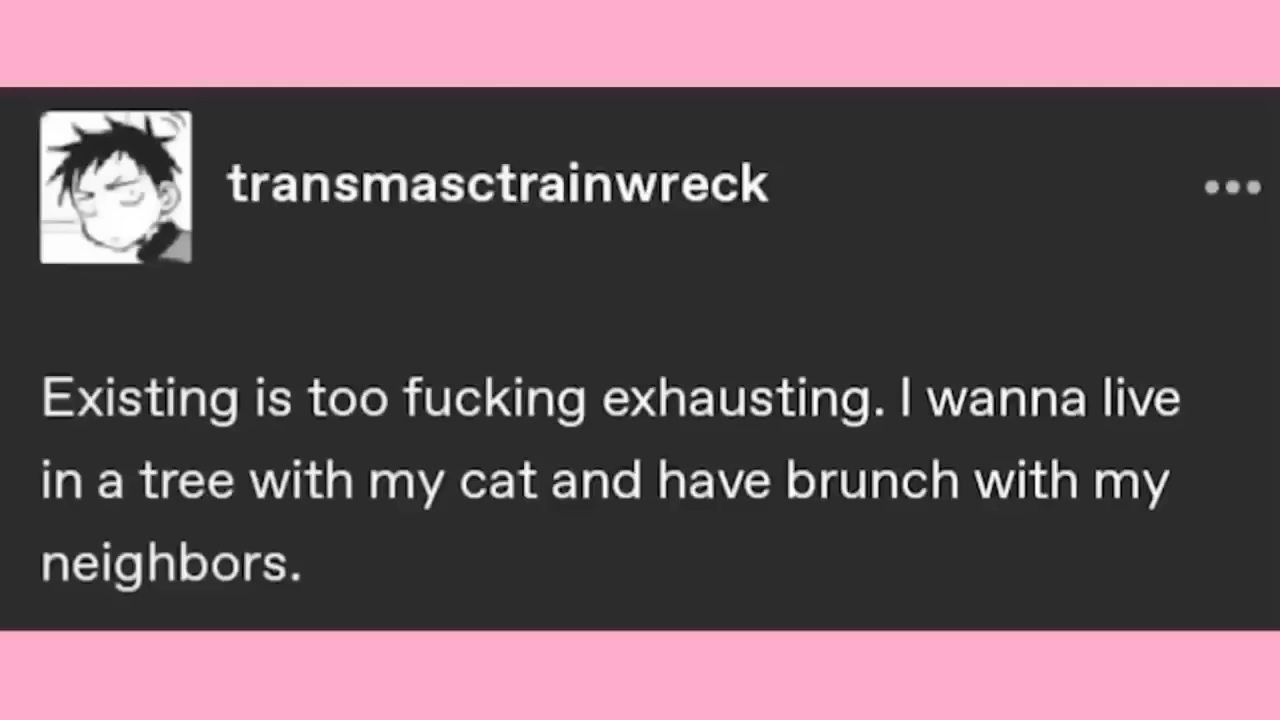 transmasctrainwreck
Existing is too fucking exhausting. I wanna live
in a tree with my cat and have brunch with my
neighbors.